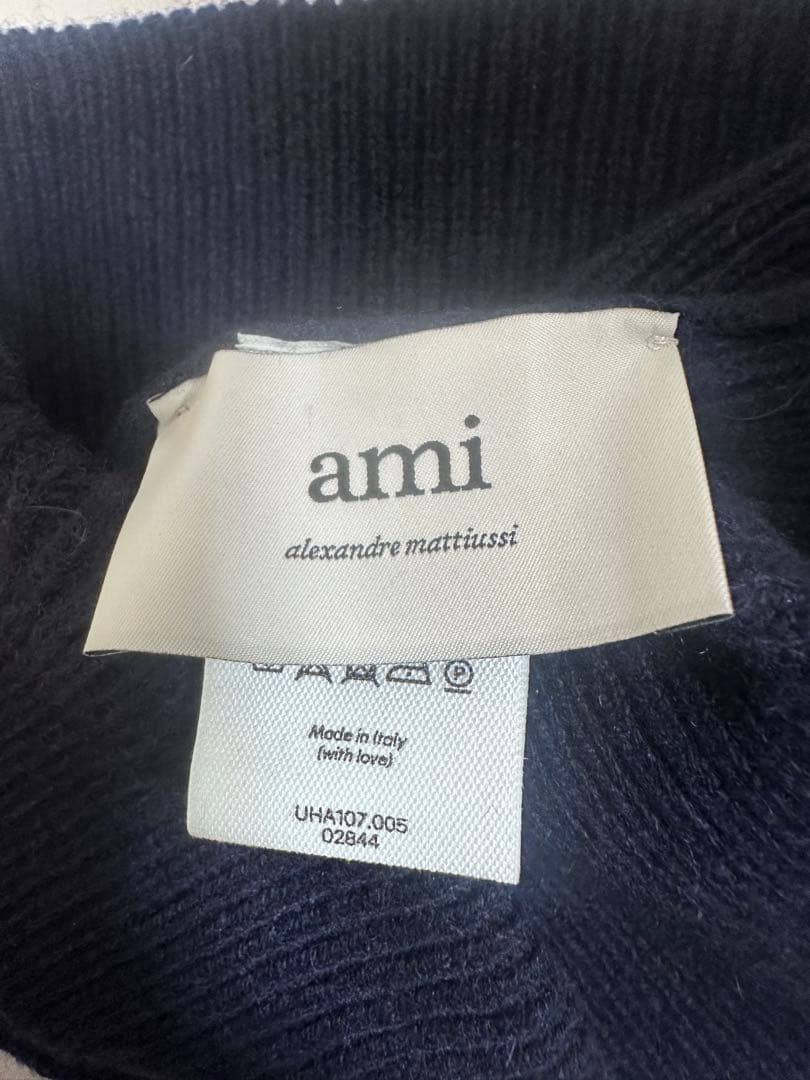 ami
alexandre mattiussi
P
Made in Italy
(with love)
UHA107.005
02844